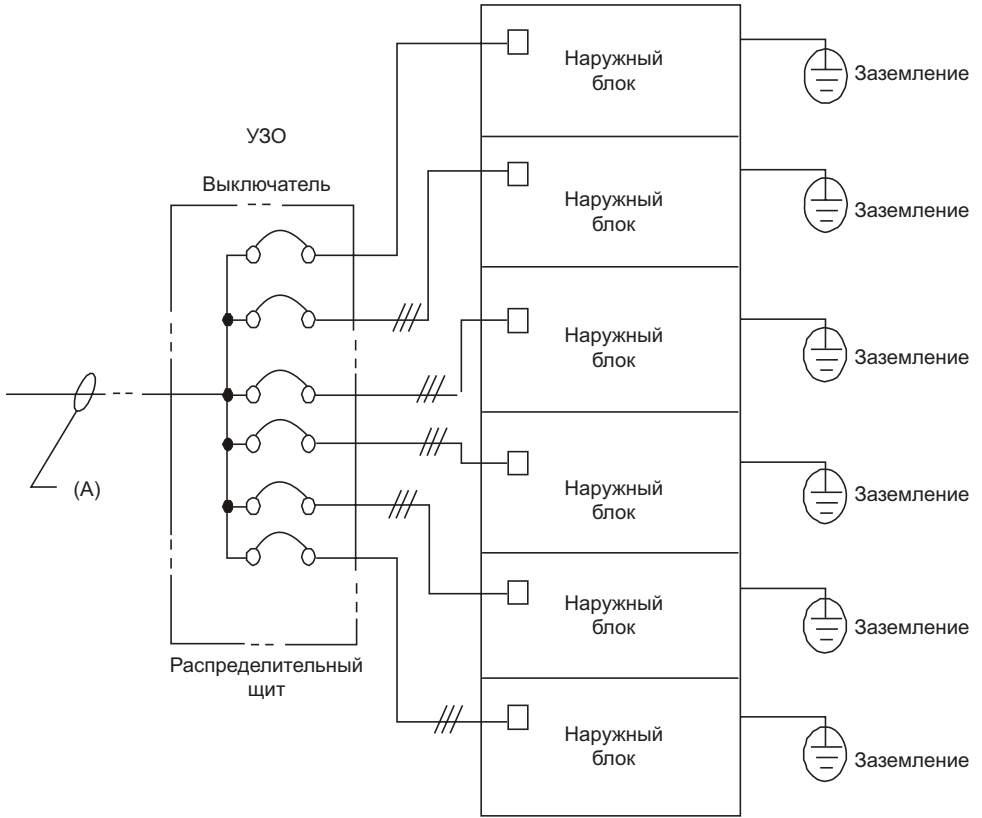 УЗО
Выключатель
(A)
Распределительный
щит
Наружный
блок
Заземление
Наружный
блок
Заземление
Наружный
блок
Заземление
Наружный
блок
Заземление
Наружный
блок
Заземление
Наружный
блок
Заземление